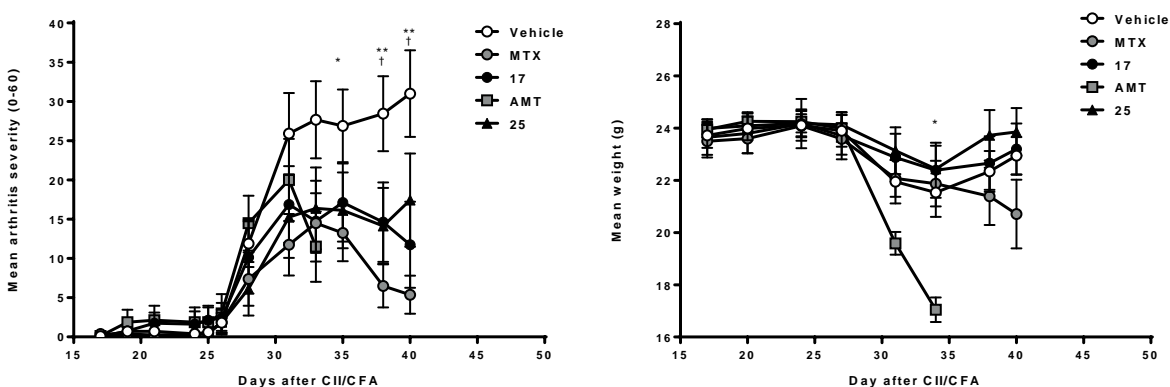 40
35
30
25
20
15
10
5
0
Mean arthritis severity (0-60)
15 20 25 30 35 40 45 50
Days after CII/CFA
* ** **
† †
Vehicle
MTX
17
AMT
25
28
26
24
22
20
18
16
Mean weight (g)
15 20 25 30 35 40 45 50
Day after CII/CFA
*
Vehicle
MTX
17
AMT
25